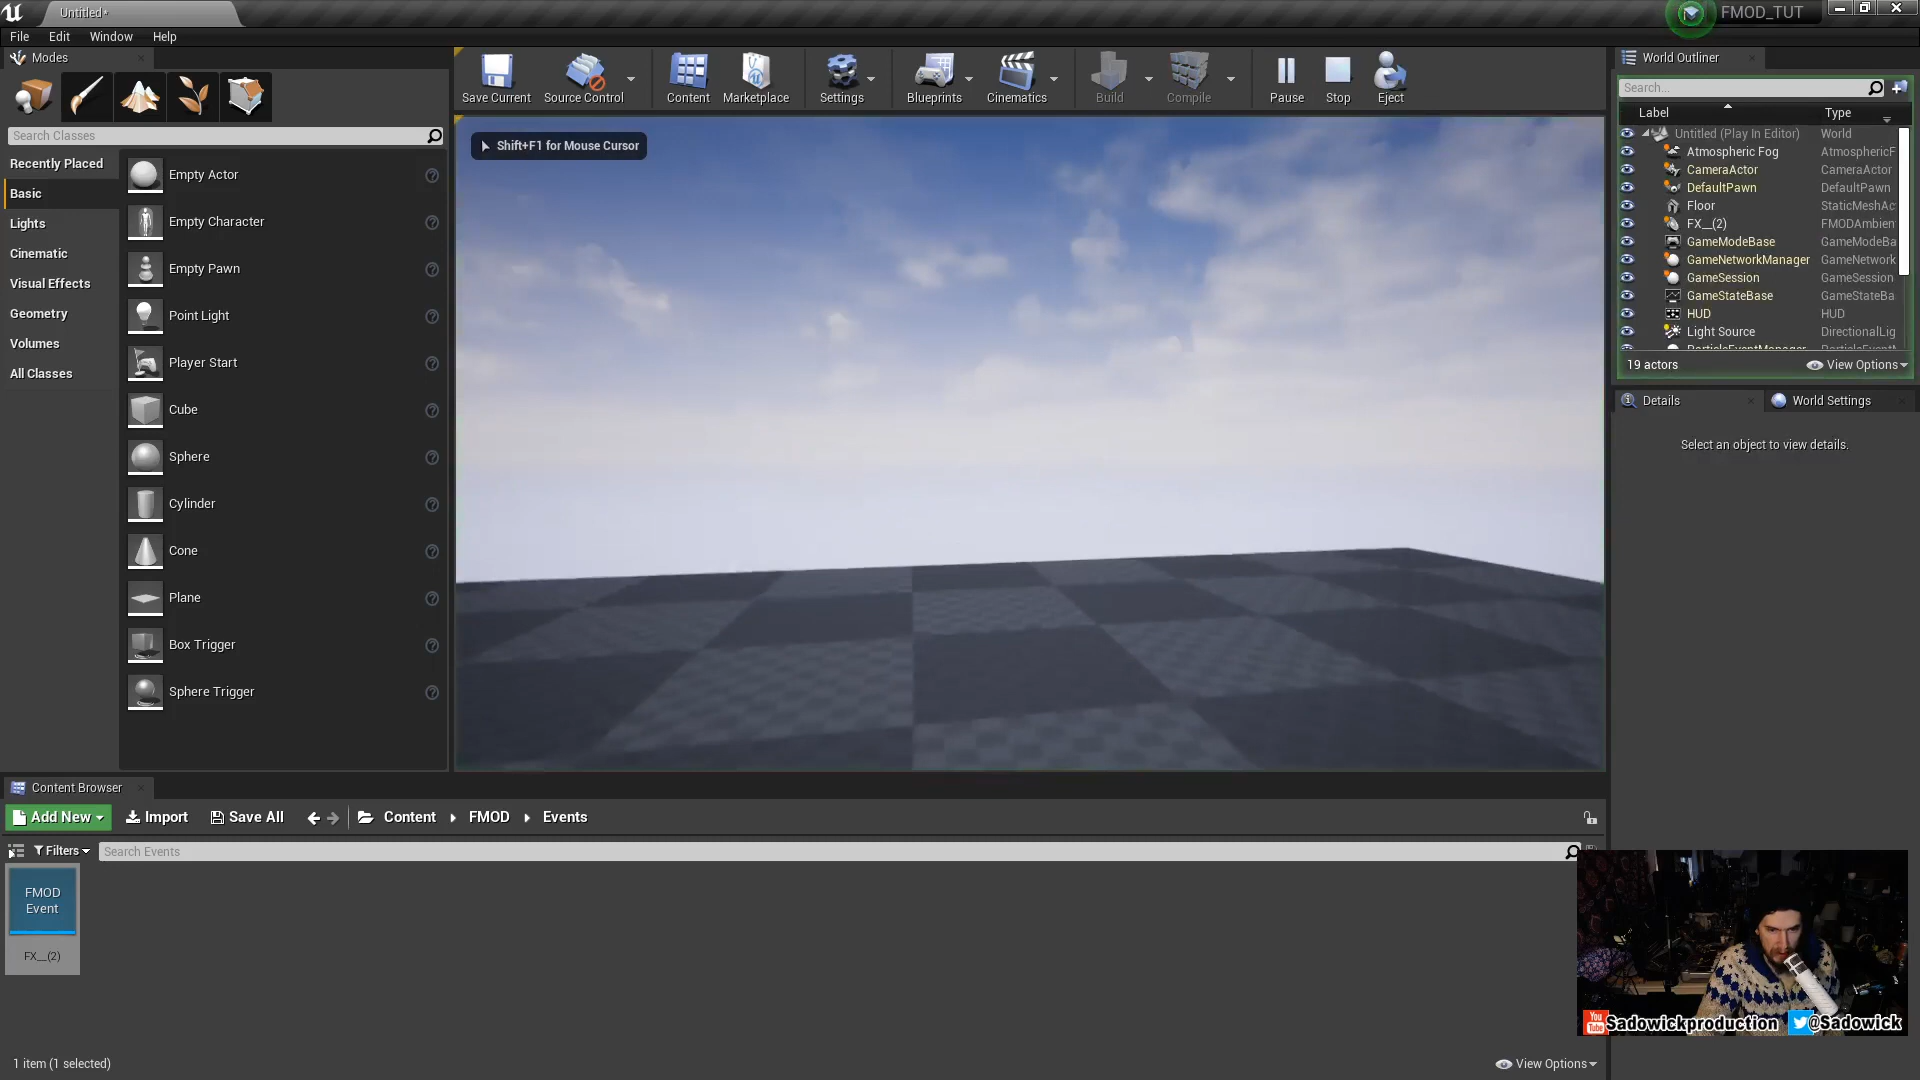 Untitled*
FMOD_TUT
File Edit Window Help
Modes
Search Classes
Recently Placed
Basic
Lights
Cinematic
Visual Effects
Geometry
Volumes
All Classes
Empty Actor
Empty Character
Empty Pawn
Point Light
Player Start
Cube
Sphere
Cylinder
Cone
Plane
Box Trigger
Sphere Trigger
Save Current Source Control Content Marketplace Settings Blueprints Cinematics Build Compile Pause Stop Eject
Shift+F1 for Mouse Cursor
World Outliner
Search...
Label Type
Untitled (Play In Editor) World
Atmospheric Fog AtmosphericF
CameraActor CameraActor
DefaultPawn DefaultPawn
Floor StaticMeshAc
FX__(2) FMODAmbien
GameModeBase GameModeBa
GameNetworkManager GameNetwork
GameSession GameSession
GameStateBase GameStateBa
HUD HUD
Light Source DirectionalLig
19 actors View Options
Details World Settings
Select an object to view details.
Content Browser
Add New Import Save All Content FMOD Events
Filters Search Events
FMOD
Event
FX__(2)
1 item (1 selected)
View Options
You
Tube
Sadowickproduction @Sadowick